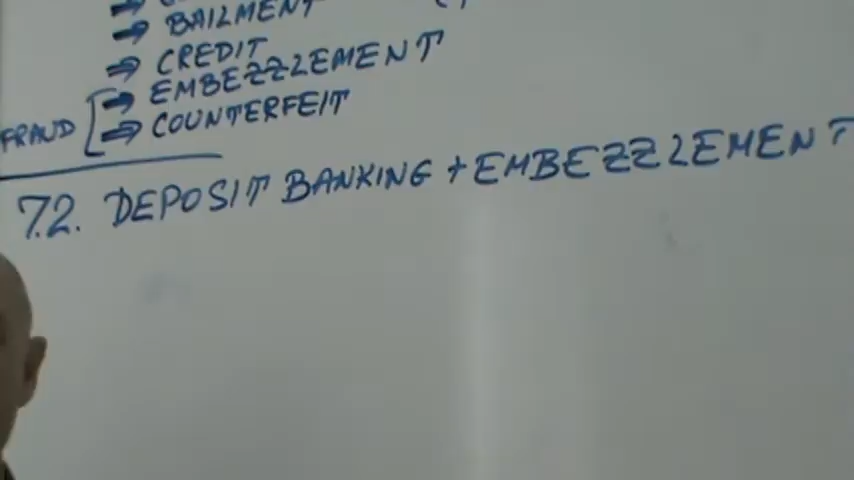 ⇒ BAILMENT
⇒ CREDIT
⇒ EMBEZZLEMENT
FRAUD ⇒ COUNTERFEIT
7.2. DEPOSIT BANKING + EMBEZZLEMENT